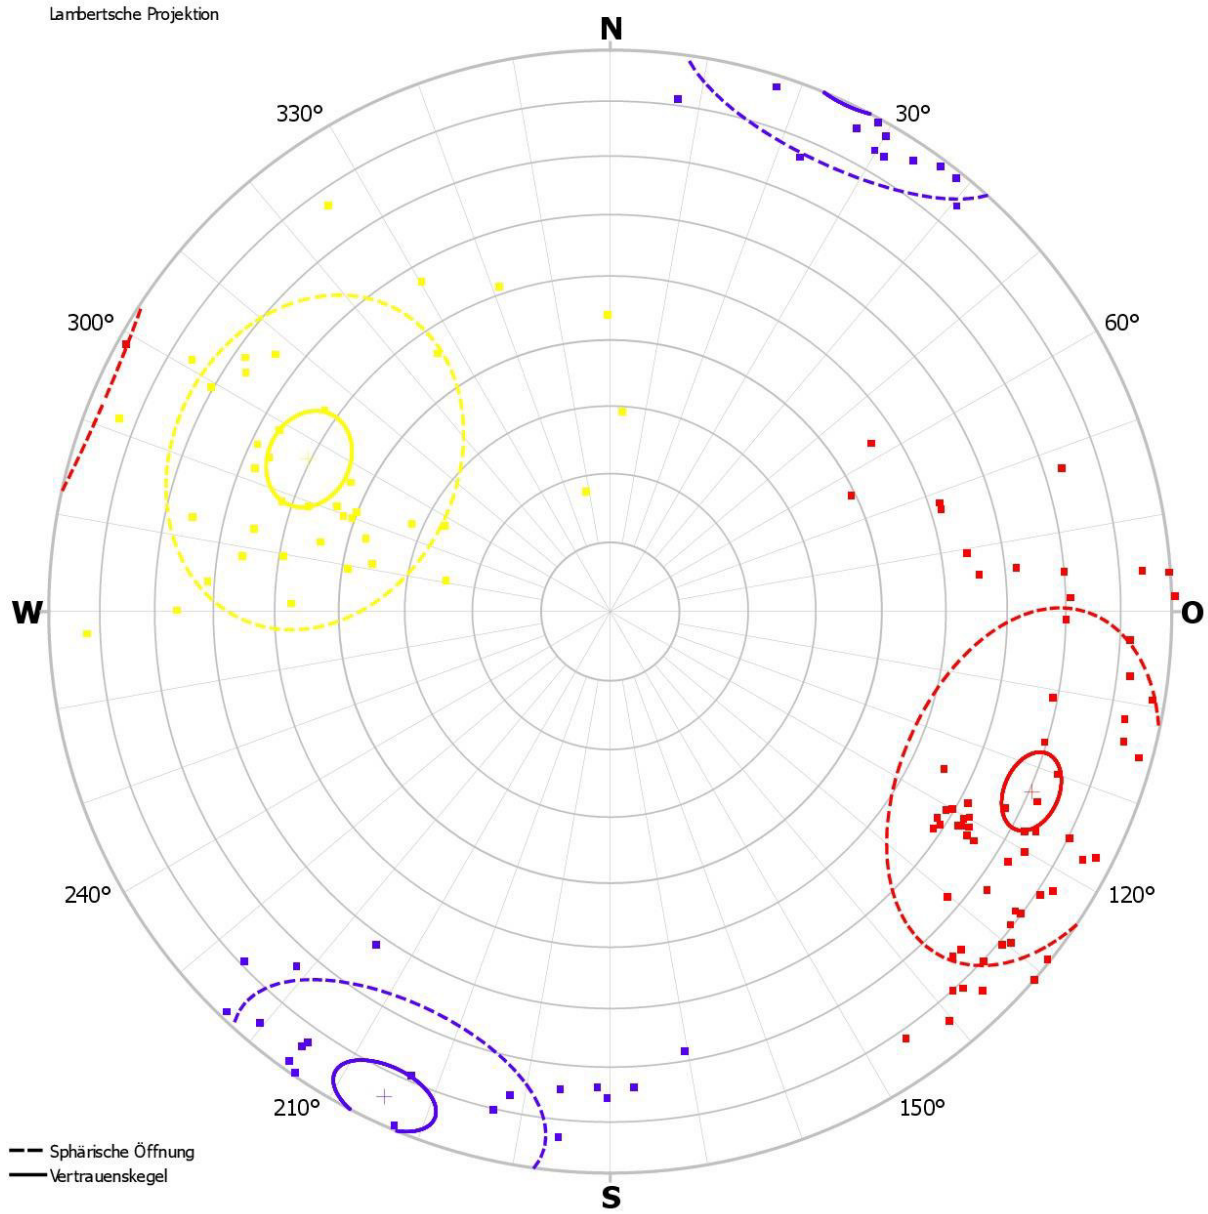 Lambertsche Projektion
N
330°
30°
300°
60°
W
O
240°
120°
210°
150°
Sphärische Öffnung
Vertrauenskegel
S